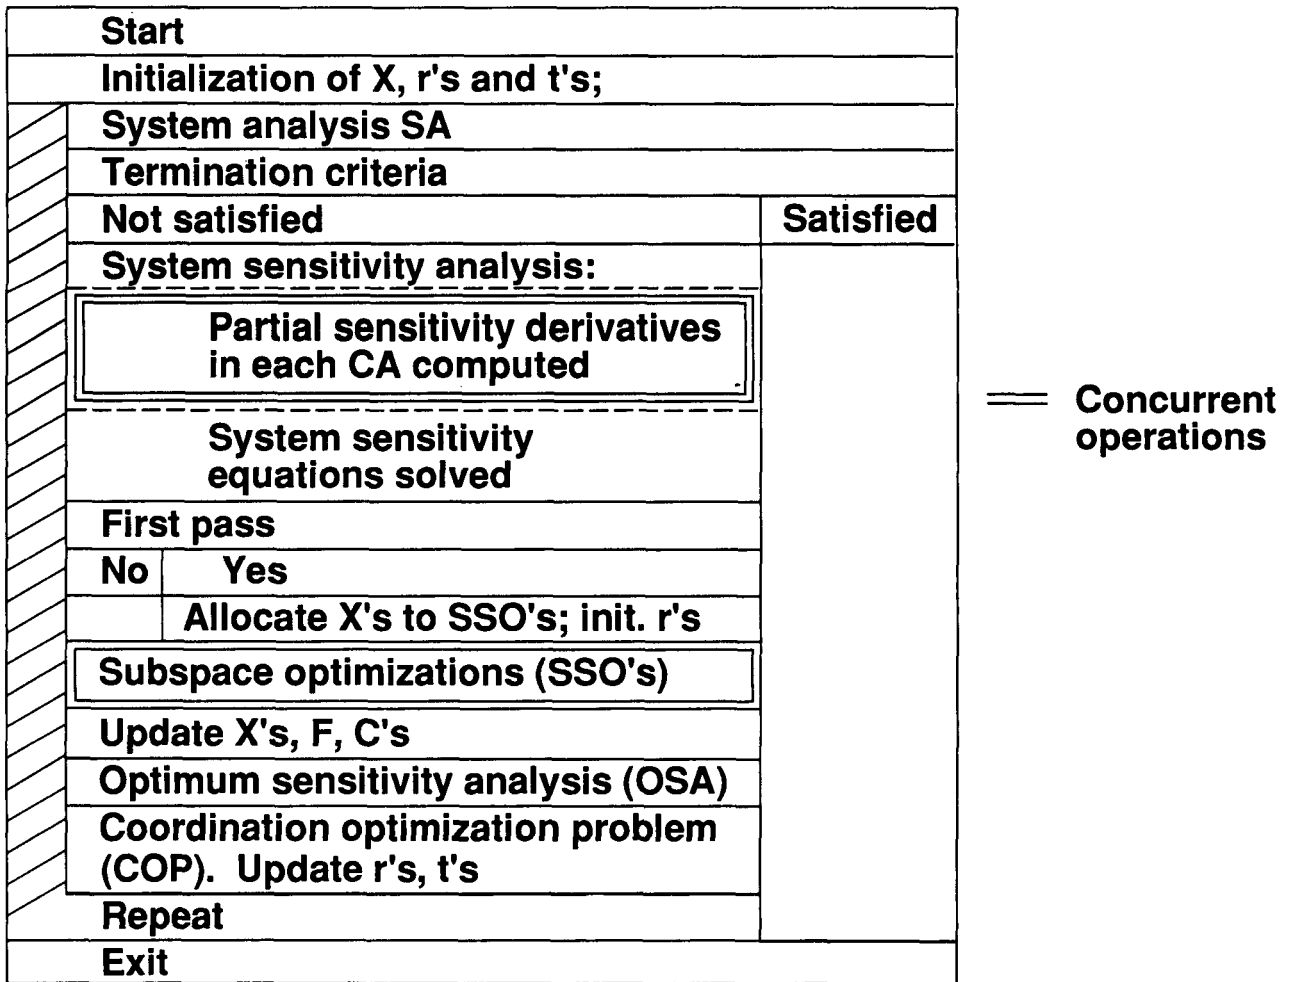 Start
Initialization of X, r's and t's;
System analysis SA
Termination criteria
Not satisfied
Satisfied
System sensitivity analysis:
Partial sensitivity derivatives
in each CA computed
System sensitivity
equations solved
First pass
No
Yes
Allocate X's to SSO's; init. r's
Subspace optimizations (SSO's)
Update X's, F, C's
Optimum sensitivity analysis (OSA)
Coordination optimization problem
(COP). Update r's, t's
Repeat
Exit
Concurrent
operations